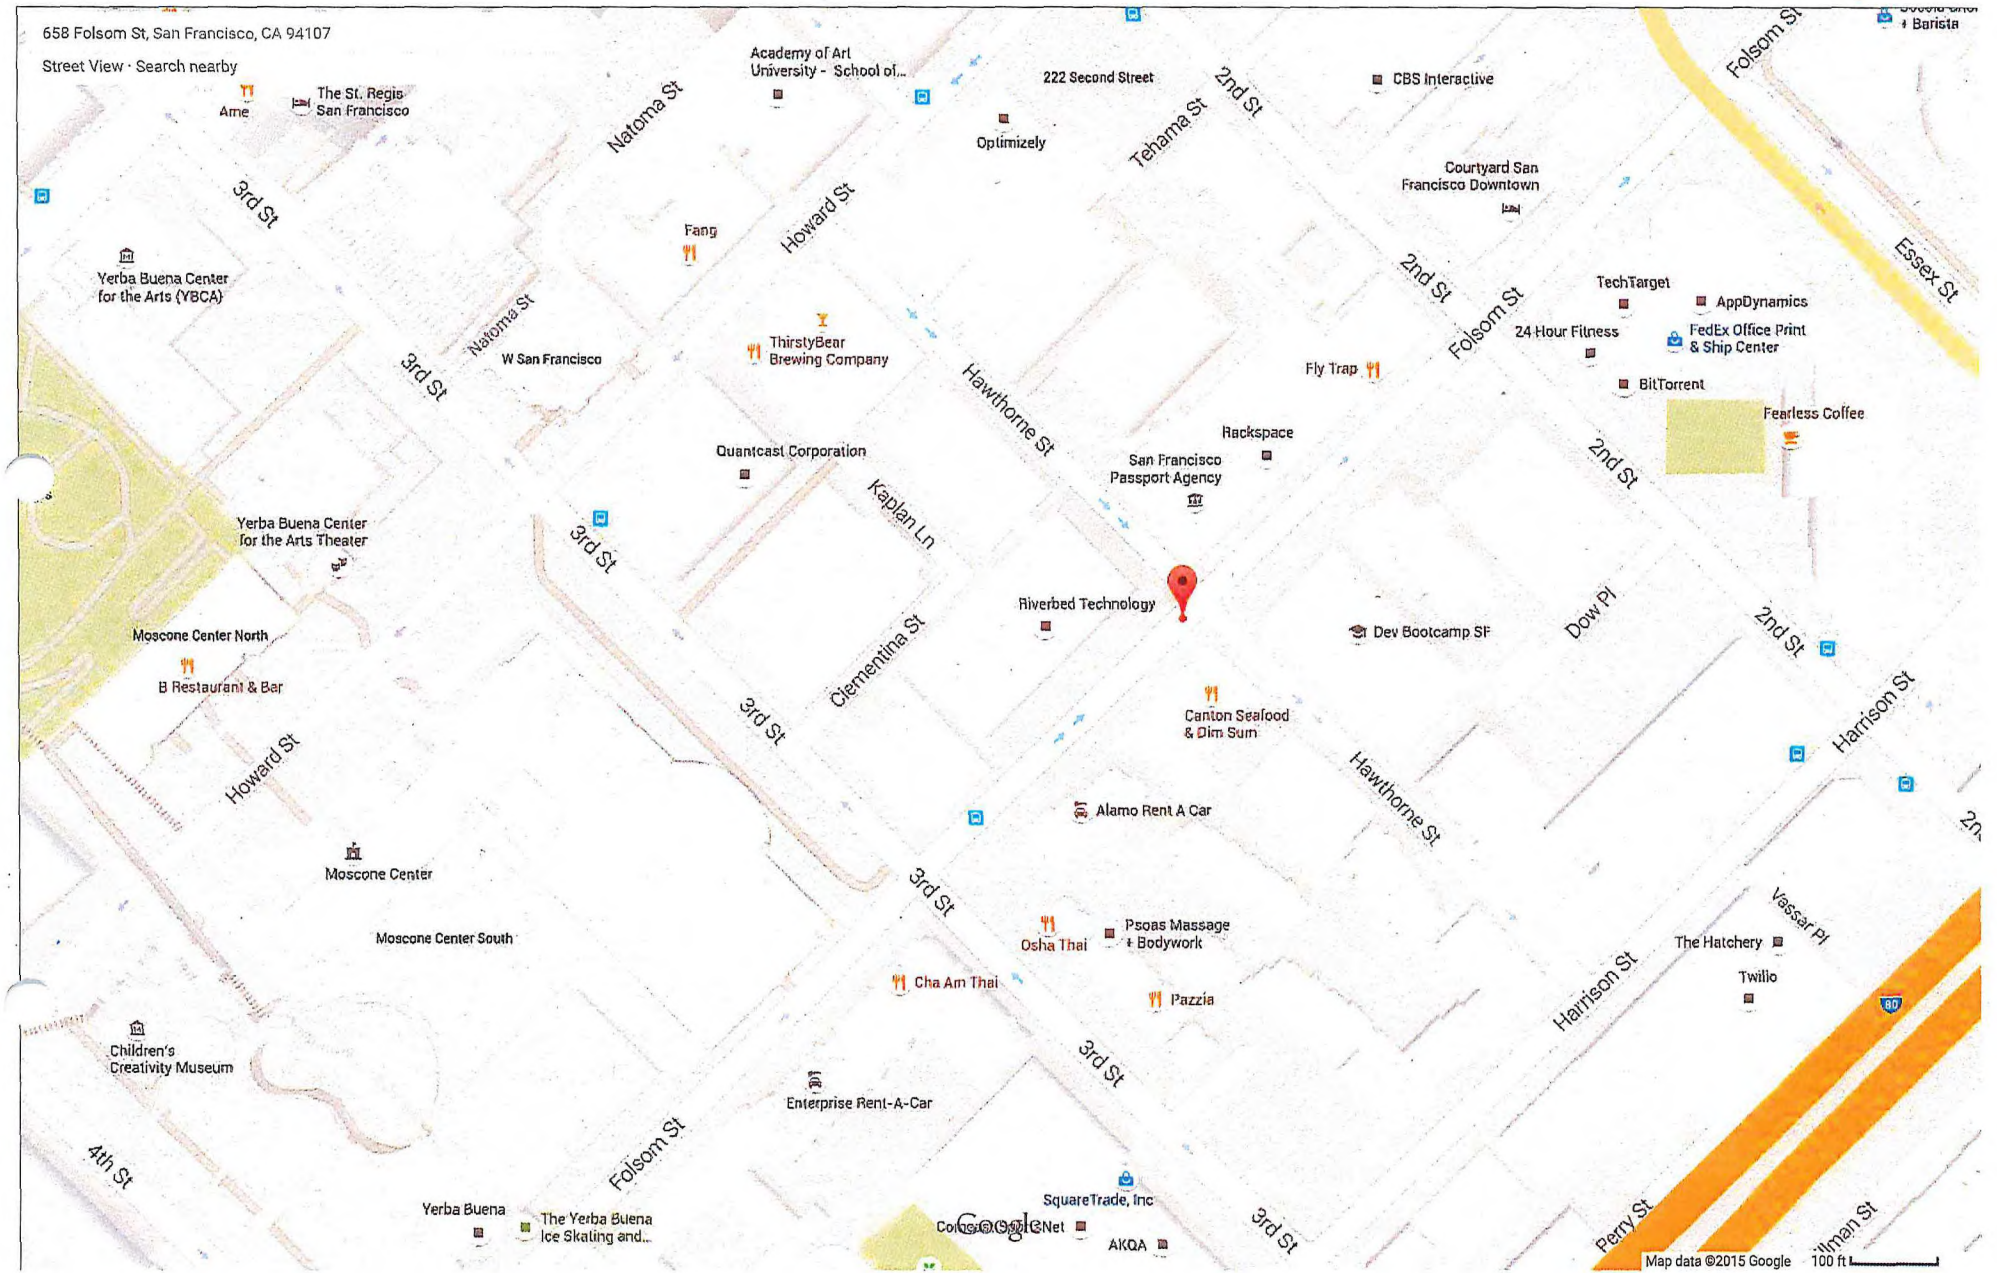 658 Folsom St, San Francisco, CA 94107
Street View · Search nearby
+ Barista
Folsom St
Academy of Art
University - School of...
222 Second Street
2nd St
CBS Interactive
Ame
The St. Regis
San Francisco
Natoma St
Optimizely
Tehama St
Courtyard San
Francisco Downtown
3rd St
Howard St
Fang
Essex St
Yerba Buena Center
for the Arts (YBCA)
2nd St
TechTarget
AppDynamics
Natoma St
Folsom St
24 Hour Fitness
FedEx Office Print
& Ship Center
ThirstyBear
Brewing Company
W San Francisco
3rd St
Fly Trap
BitTorrent
Hawthorne St
Fearless Coffee
Rackspace
Quantcast Corporation
San Francisco
Passport Agency
2nd St
Kaplan Ln
Yerba Buena Center
for the Arts Theater
3rd St
Riverbed Technology
Dow Pl
Dev Bootcamp SF
2nd St
Moscone Center North
Clementina St
B Restaurant & Bar
3rd St
Canton Seafood
& Dim Sum
Harrison St
Howard St
Hawthorne St
Alamo Rent A Car
Moscone Center
3rd St
Vassar Pl
Moscone Center South
Osha Thai
Psoas Massage
+ Bodywork
The Hatchery
Twilio
Cha Am Thai
Pazzia
Harrison St
80
Children's
Creativity Museum
3rd St
Enterprise Rent-A-Car
4th St
Folsom St
SquareTrade, Inc
Yerba Buena
The Yerba Buena
Ice Skating and...
Google
AKQA
3rd St
Perry St
Map data ©2015 Google
100 ft